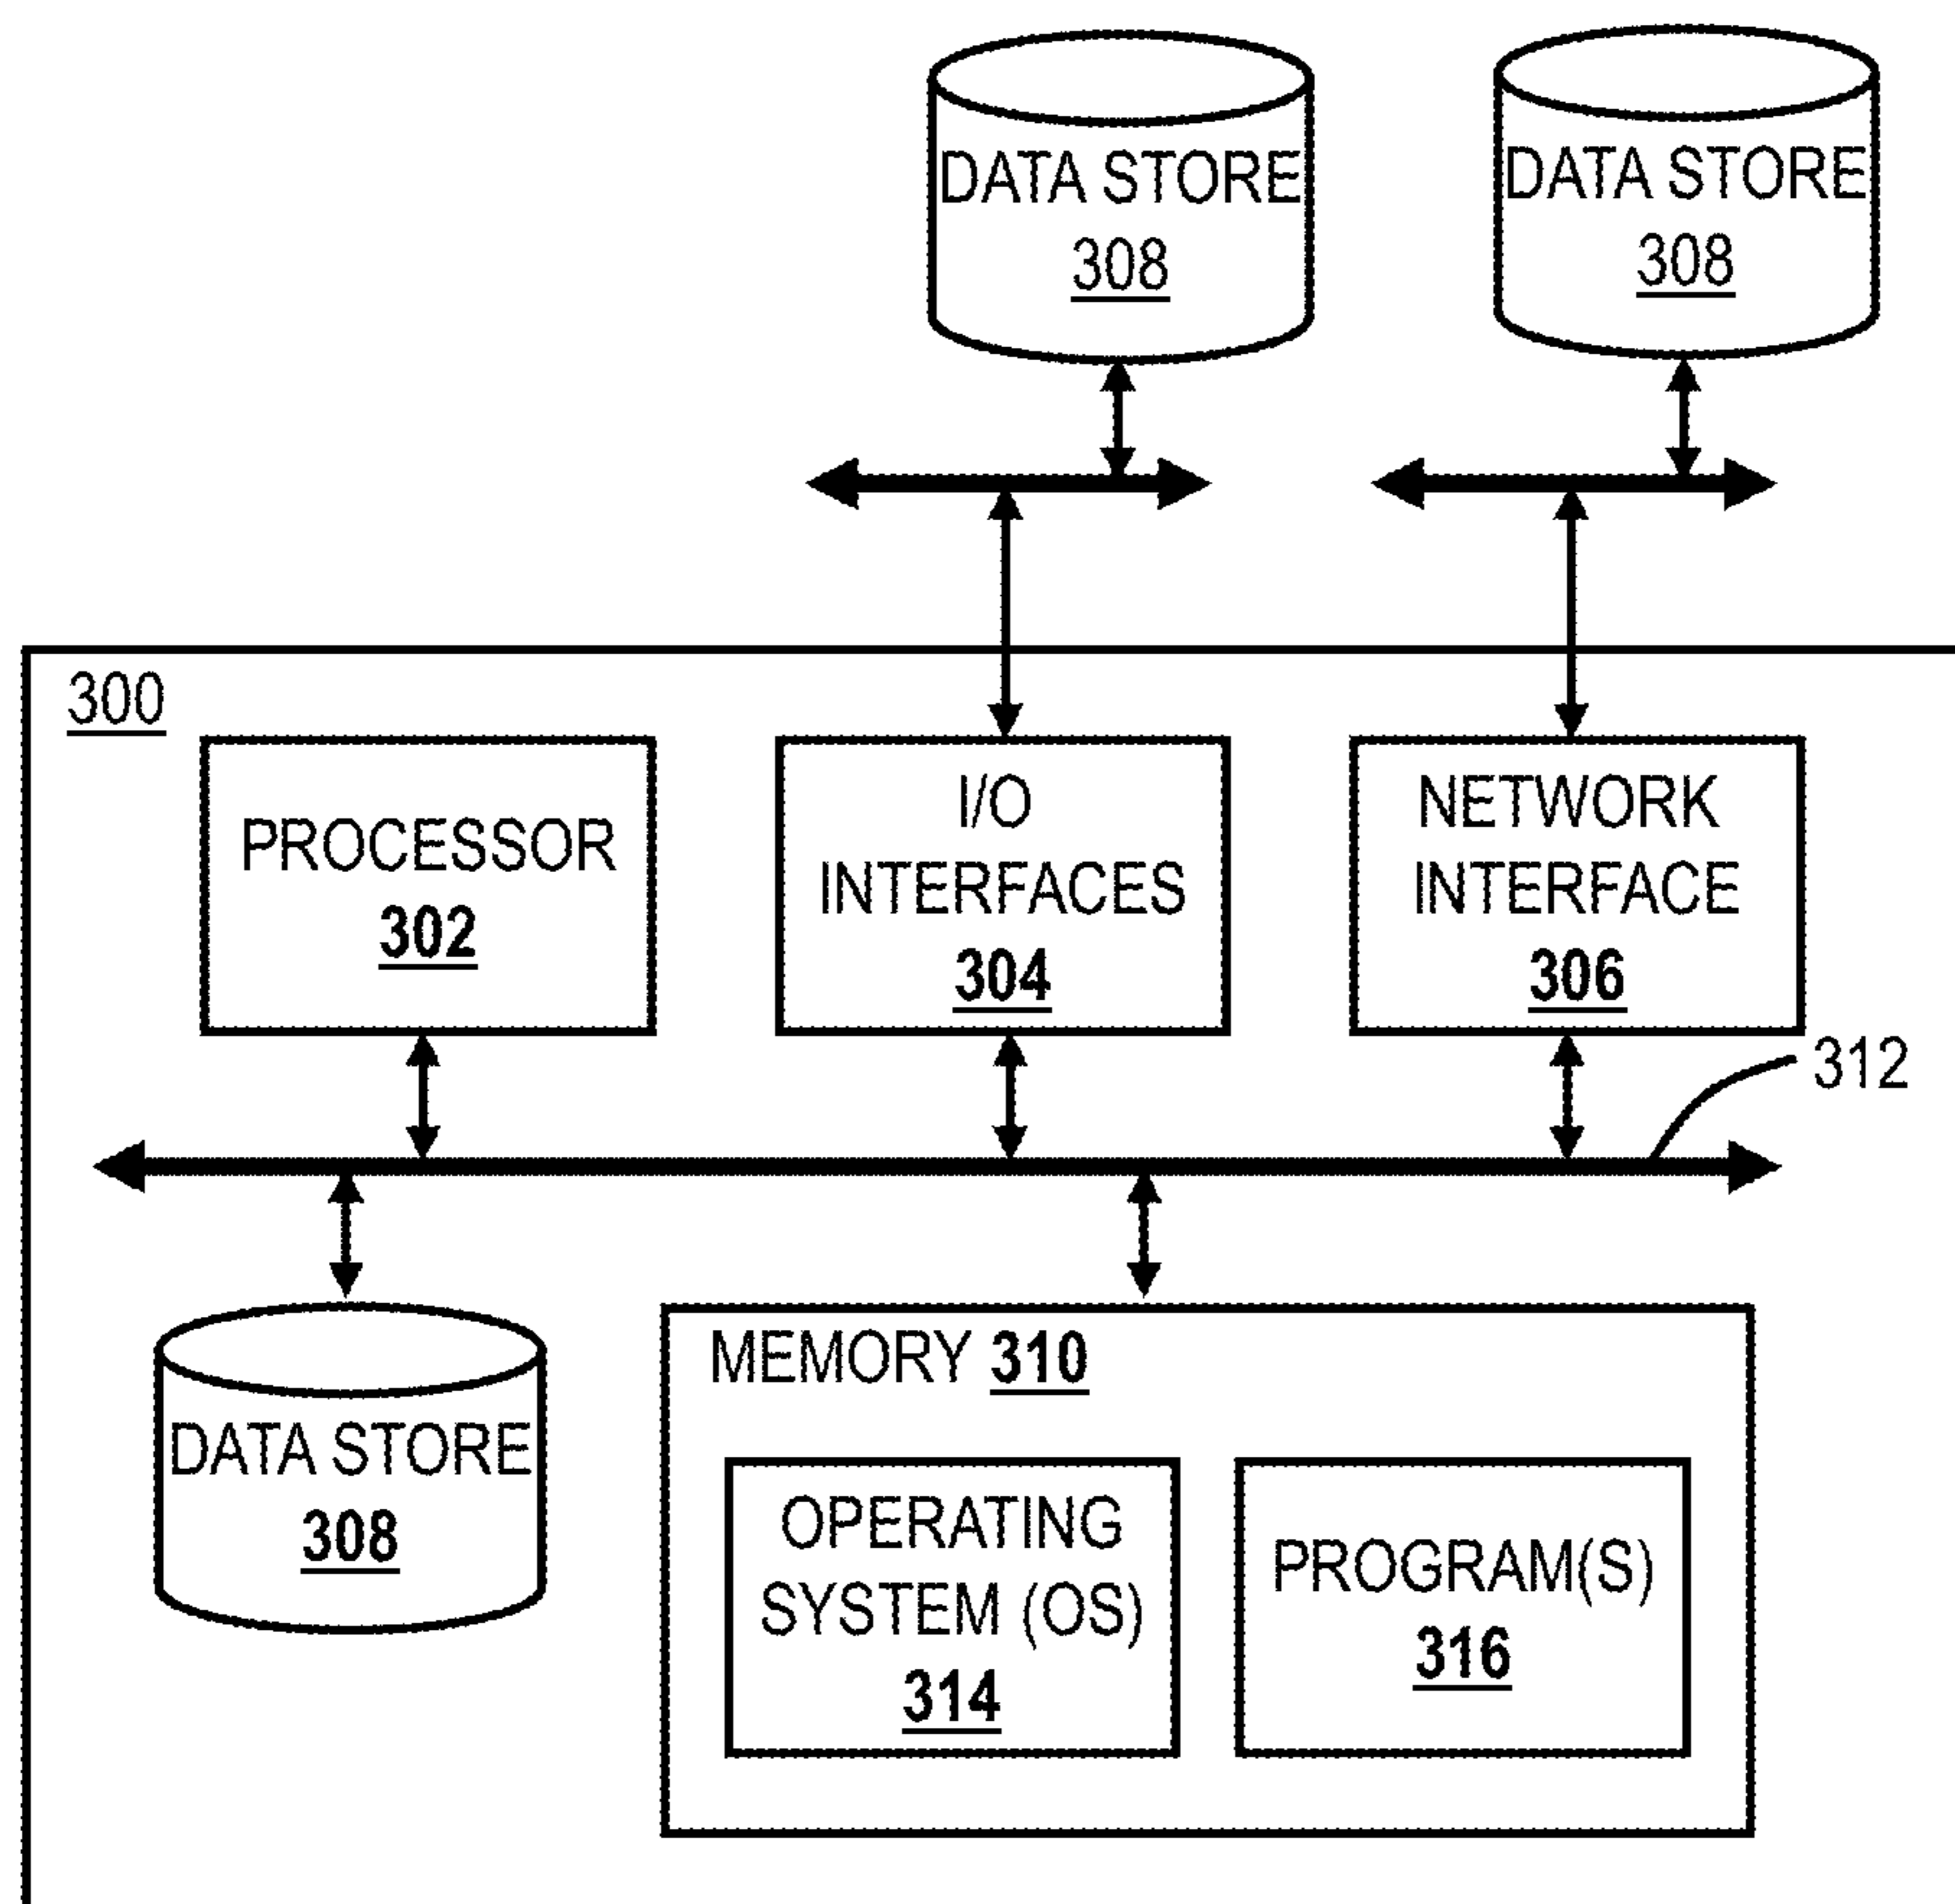 DATA STORE
308
DATA STORE
308
300
PROCESSOR
302
I/O
INTERFACES
304
NETWORK
INTERFACE
306
312
DATA STORE
308
MEMORY 310
OPERATING
SYSTEM (OS)
314
PROGRAM(S)
316